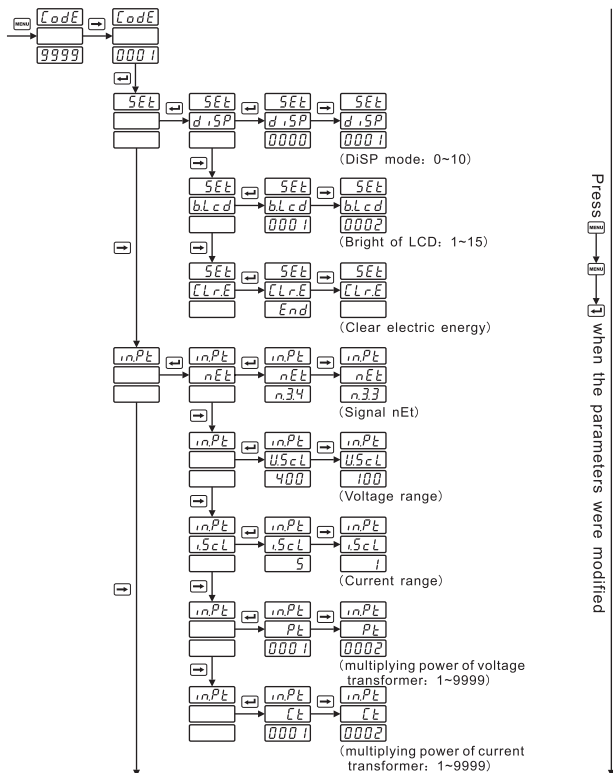 MENU CodE → CodE
9999 0001
↵
SEt ↵ SEt ↵ SEt → SEt
diSP diSP diSP
0000 0001
(DiSP mode: 0~10)
→
SEt ↵ SEt → SEt
b.Lcd b.Lcd b.Lcd
0001 0002
(Bright of LCD: 1~15)
→ →
SEt ↵ SEt → SEt
CLr.E CLr.E CLr.E
End
(Clear electric energy)
in.Pt ↵ in.Pt ↵ in.Pt → in.Pt
nEt nEt nEt
n.3.4 n.3.3
(Signal nEt)
→
in.Pt ↵ in.Pt → in.Pt
U.ScL U.ScL
400 100
(Voltage range)
→
in.Pt ↵ in.Pt → in.Pt
i.ScL i.ScL i.ScL
5 1
(Current range)
→ →
in.Pt ↵ in.Pt → in.Pt
Pt Pt
0001 0002
(multiplying power of voltage
transformer: 1~9999)
→
in.Pt ↵ in.Pt → in.Pt
Ct Ct
0001 0002
(multiplying power of current
transformer: 1~9999)
Press MENU → MENU → ↵ when the parameters were modified